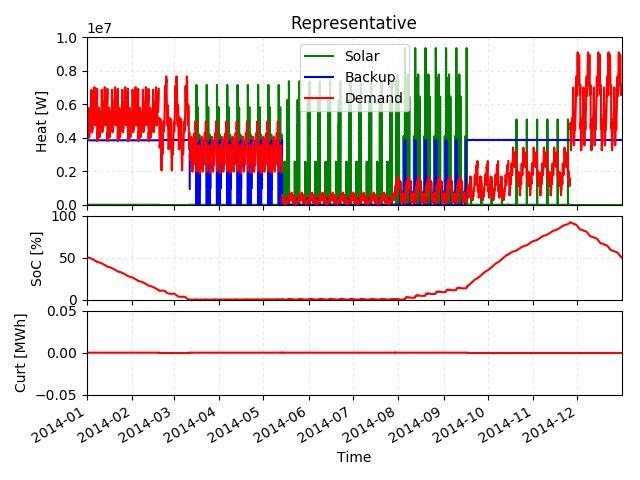 Representative
1e7
1.0
0.8
0.6
0.4
0.2
0.0
Heat [W]
Solar
Backup
Demand
100
50
0
SoC [%]
0.05
0.00
−0.05
Curt [MWh]
2014-01
2014-02
2014-03
2014-04
2014-05
2014-06
2014-07
2014-08
2014-09
2014-10
2014-11
2014-12
Time